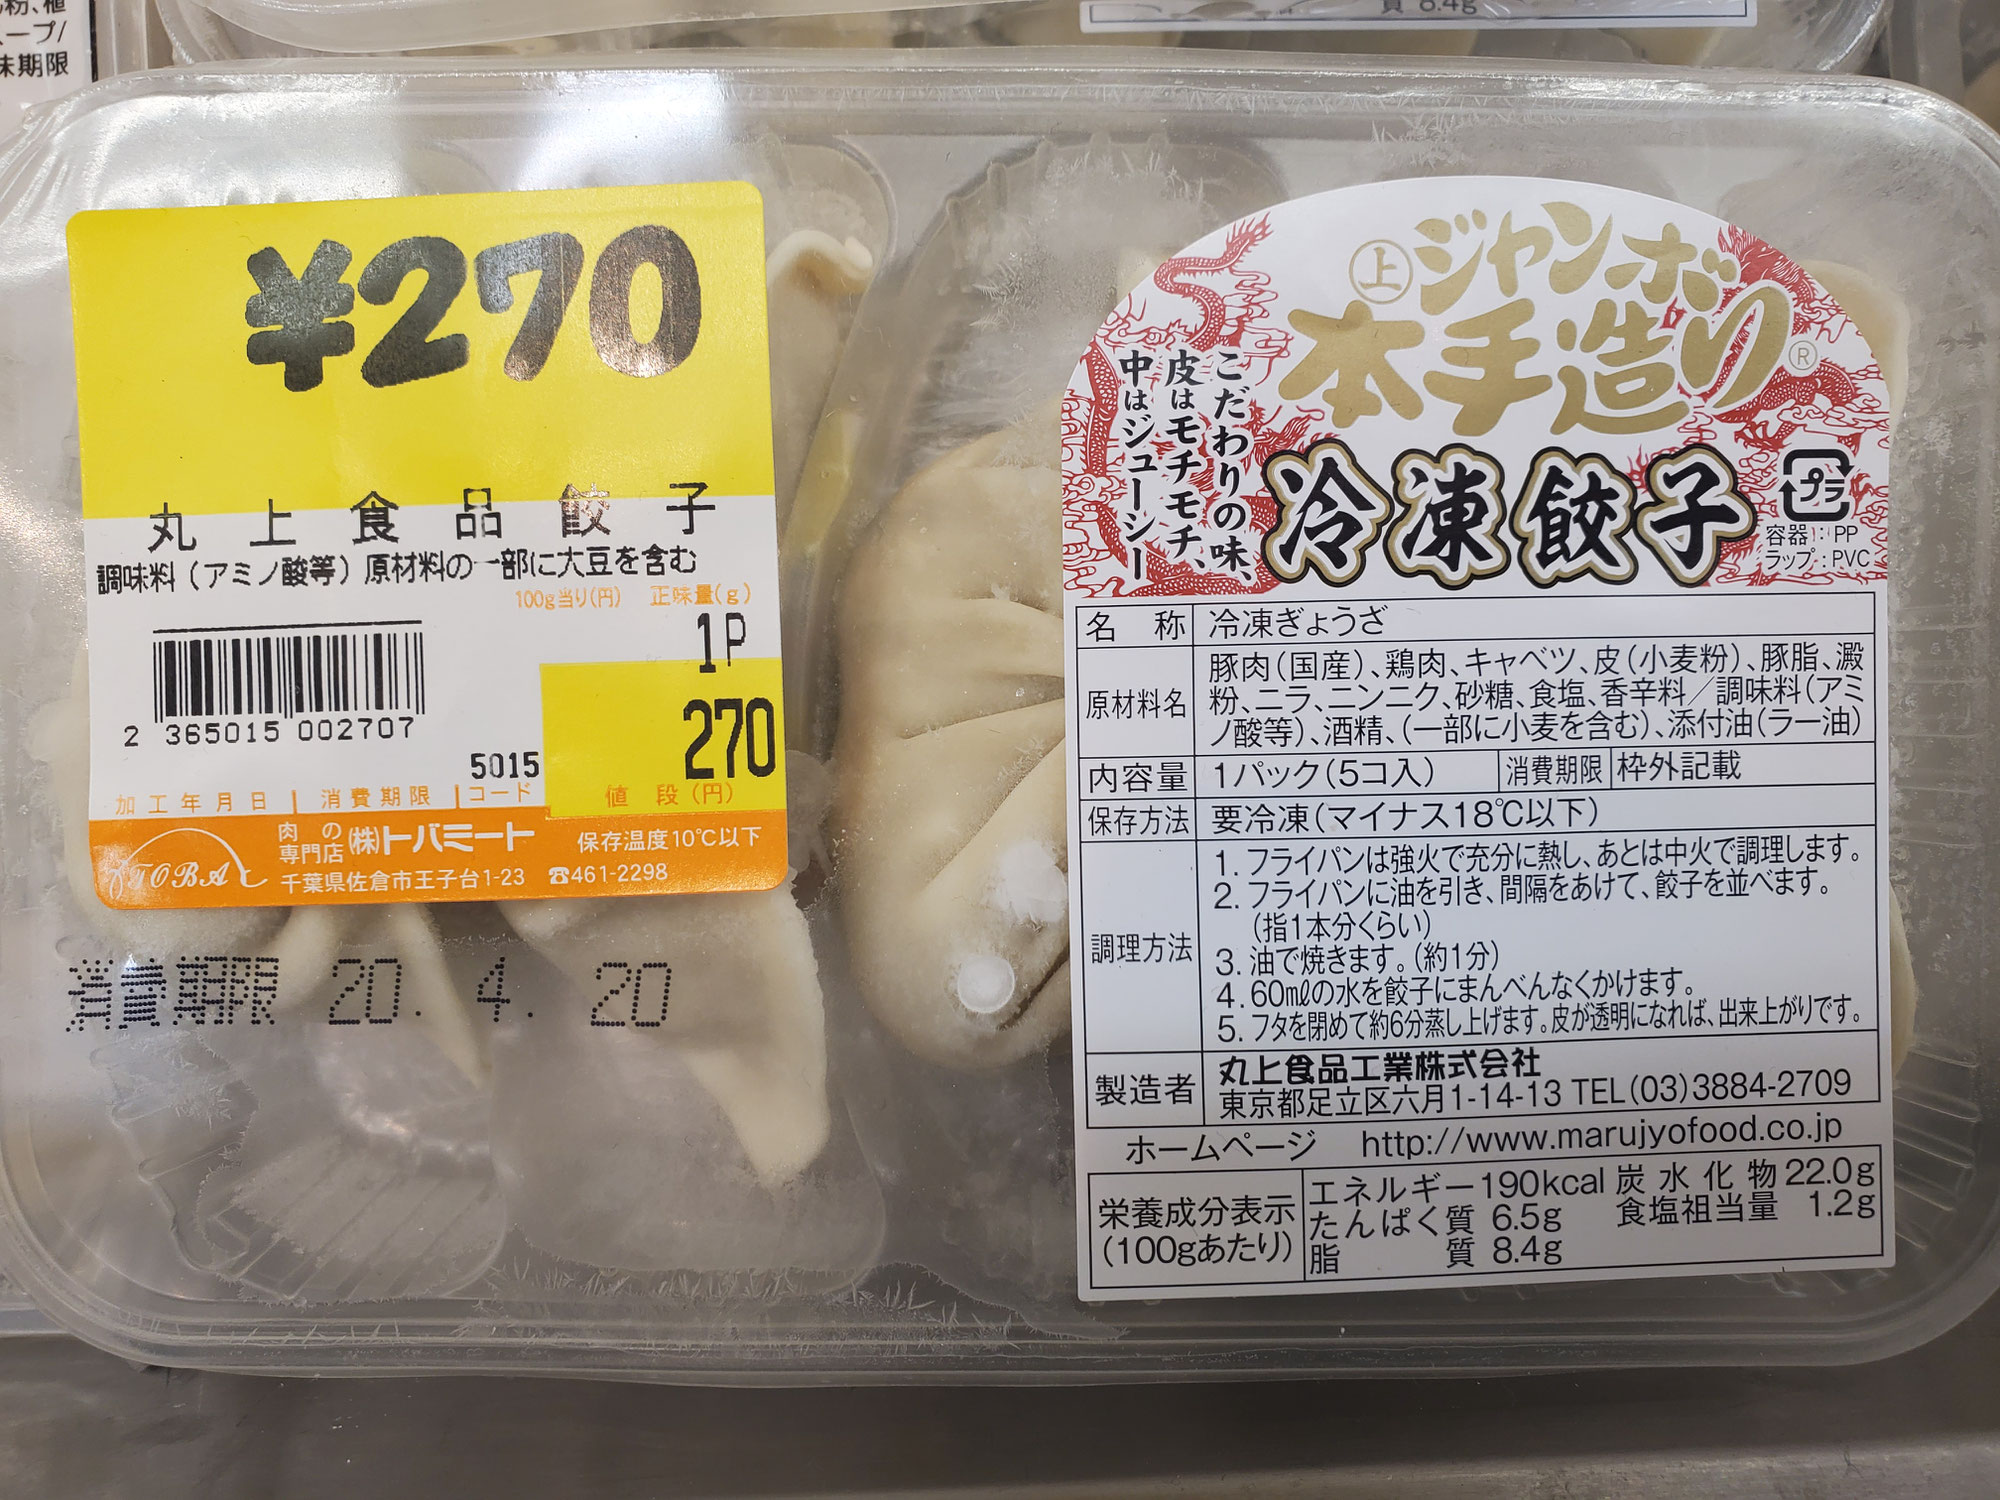 ープ/
味期限
質 8.4g
¥270
丸上食品餃子
調味料（アミノ酸等）原材料の一部に大豆を含む
100g当り(円) 正味量(g)
1P
2 365015 002707
270
5015
加工年月日 消費期限 コード 値段(円)
TOBA 肉の専門店 (株)トバミート 保存温度10℃以下
千葉県佐倉市王子台1-23 ☎461-2298
消費期限 20. 4. 20
㊤ジャンボ
本手造り®
こだわりの味、
皮はモチモチ、
中はジューシー
冷凍餃子
プラ
容器：PP
ラップ：PVC
名称 冷凍ぎょうざ
原材料名 豚肉（国産）、鶏肉、キャベツ、皮（小麦粉）、豚脂、澱
粉、ニラ、ニンニク、砂糖、食塩、香辛料／調味料（アミ
ノ酸等）、酒精、（一部に小麦を含む）、添付油（ラー油）
内容量 1パック（5コ入） 消費期限 枠外記載
保存方法 要冷凍（マイナス18℃以下）
調理方法 1. フライパンは強火で充分に熱し、あとは中火で調理します。
2. フライパンに油を引き、間隔をあけて、餃子を並べます。
（指1本分くらい）
3. 油で焼きます。（約1分）
4. 60mℓの水を餃子にまんべんなくかけます。
5. フタを閉めて約6分蒸し上げます。皮が透明になれば、出来上がりです。
製造者 丸上食品工業株式会社
東京都足立区六月1-14-13 TEL(03)3884-2709
ホームページ http://www.marujyofood.co.jp
栄養成分表示（100gあたり） エネルギー 190kcal 炭水化物 22.0g
たんぱく質 6.5g 食塩祖当量 1.2g
脂質 8.4g